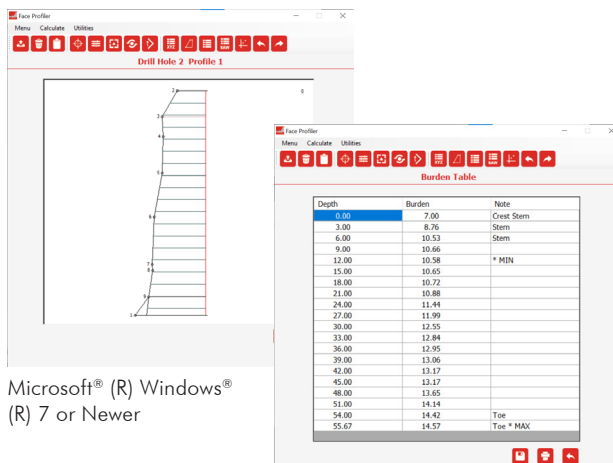 Face Profiler
Menu Calculate Utilities
XYZ RAW
Drill Hole 2 Profile 1
2 0
3
4
5
6
7
8
9
1
Face Profiler
Menu Calculate Utilities
XYZ RAW
Burden Table
Depth Burden Note
0.00 7.00 Crest Stem
3.00 8.76 Stem
6.00 10.53 Stem
9.00 10.66
12.00 10.58 * MIN
15.00 10.65
18.00 10.72
21.00 10.88
24.00 11.44
27.00 11.99
30.00 12.55
33.00 12.84
36.00 12.95
39.00 13.06
42.00 13.17
45.00 13.17
48.00 13.65
51.00 14.14
54.00 14.42 Toe
55.67 14.57 Toe * MAX
Microsoft® (R) Windows®
(R) 7 or Newer